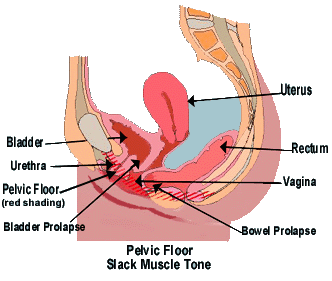 Uterus
Bladder
Rectum
Urethra
Pelvic Floor
(red shading)
Vagina
Bladder Prolapse
Bowel Prolapse
Pelvic Floor
Slack Muscle Tone